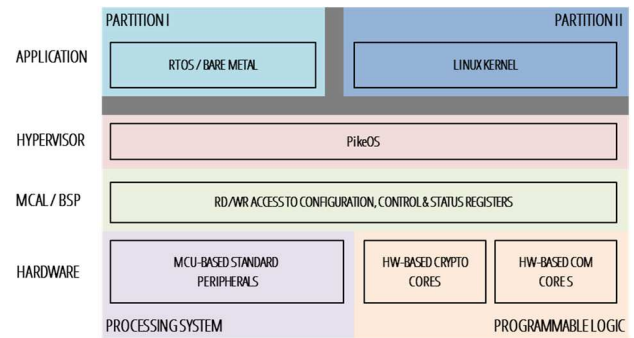 PARTITION I
PARTITION II
APPLICATION
RTOS / BARE METAL
LINUX KERNEL
HYPERVISOR
PikeOS
MCAL / BSP
RD/WR ACCESS TO CONFIGURATION, CONTROL & STATUS REGISTERS
HARDWARE
MCU-BASED STANDARD
PERIPHERALS
HW-BASED CRYPTO
CORES
HW-BASED COM
CORE S
PROCESSING SYSTEM
PROGRAMMABLE LOGIC